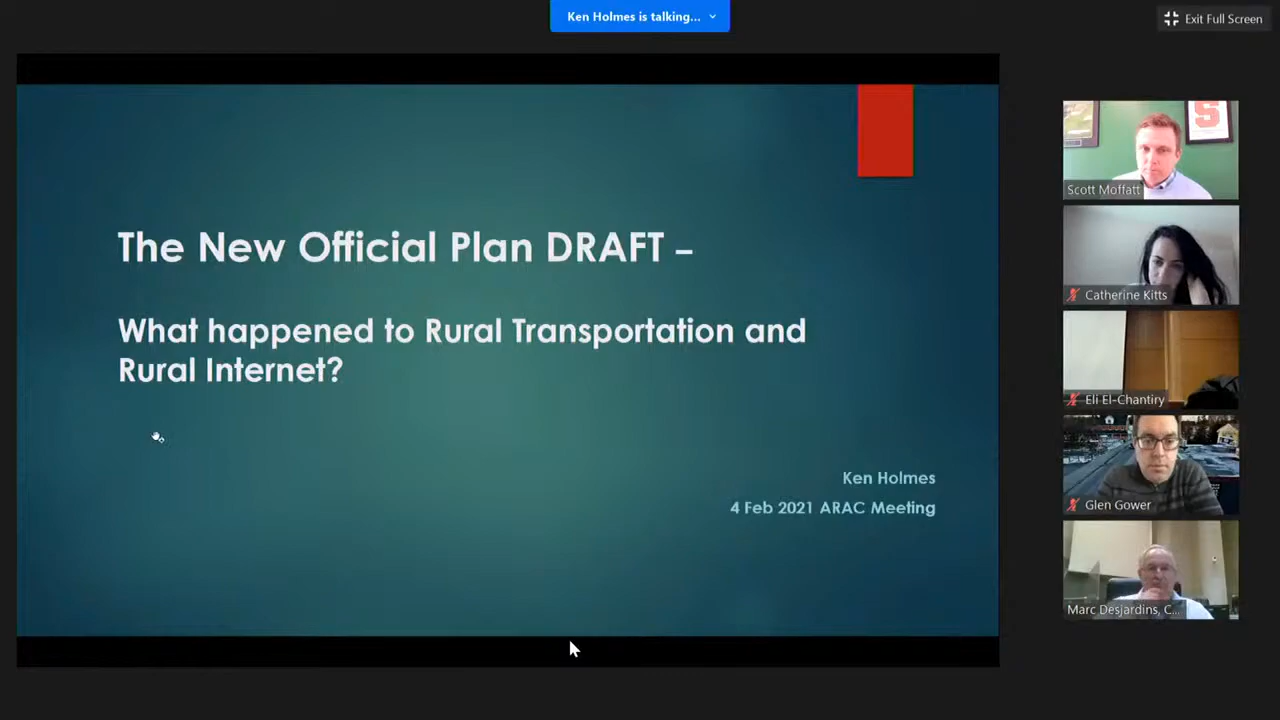 Ken Holmes is talking...
Exit Full Screen
The New Official Plan DRAFT –
What happened to Rural Transportation and
Rural Internet?
Ken Holmes
4 Feb 2021 ARAC Meeting
S
Scott Moffatt
Catherine Kitts
Eli El-Chantiry
Glen Gower
Marc Desjardins, C...